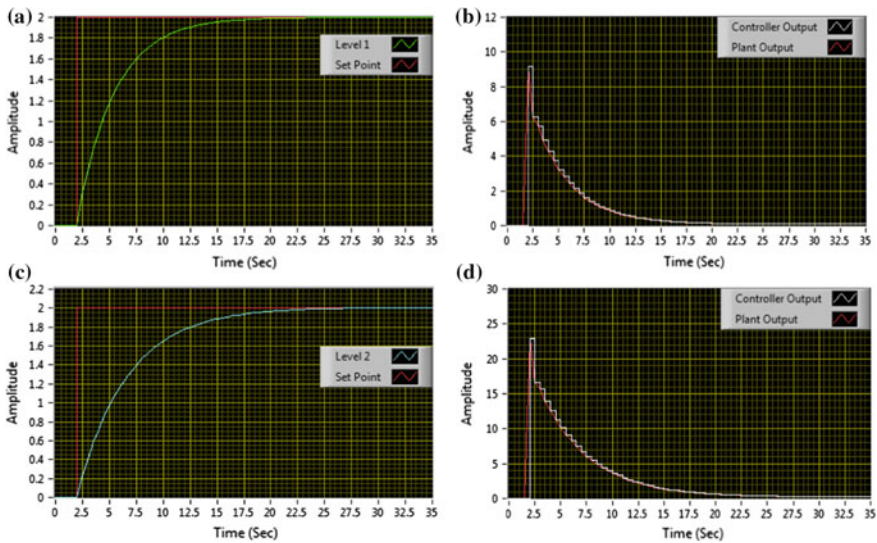 (a)
2
1.8
1.6
1.4
1.2
1
0.8
0.6
0.4
0.2
0
Amplitude
Level 1
Set Point
0 2.5 5 7.5 10 12.5 15 17.5 20 22.5 25 27.5 30 32.5 35
Time (Sec)
(b)
12
10
8
6
4
2
0
Amplitude
Controller Output
Plant Output
0 2.5 5 7.5 10 12.5 15 17.5 20 22.5 25 27.5 30 32.5 35
Time (Sec)
(c)
2.2
2
1.8
1.6
1.4
1.2
1
0.8
0.6
0.4
0.2
0
Amplitude
Level 2
Set Point
0 2.5 5 7.5 10 12.5 15 17.5 20 22.5 25 27.5 30 32.5 35
Time (Sec)
(d)
30
25
20
15
10
5
0
Amplitude
Controller Output
Plant Output
0 2.5 5 7.5 10 12.5 15 17.5 20 22.5 25 27.5 30 32.5 35
Time (Sec)